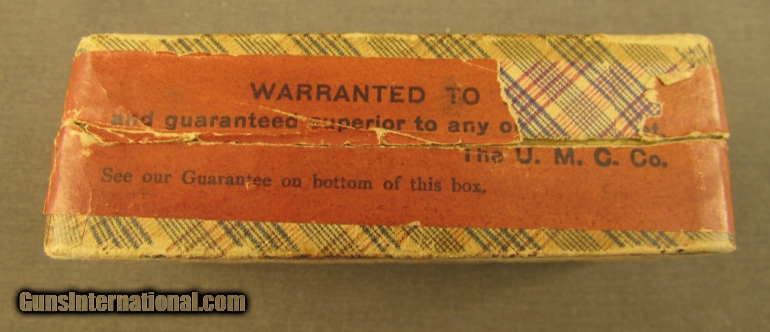 WARRANTED TO
and guaranteed superior to any
The U. M. C. Co.
See our Guarantee on bottom of this box.
GunsInternational.com